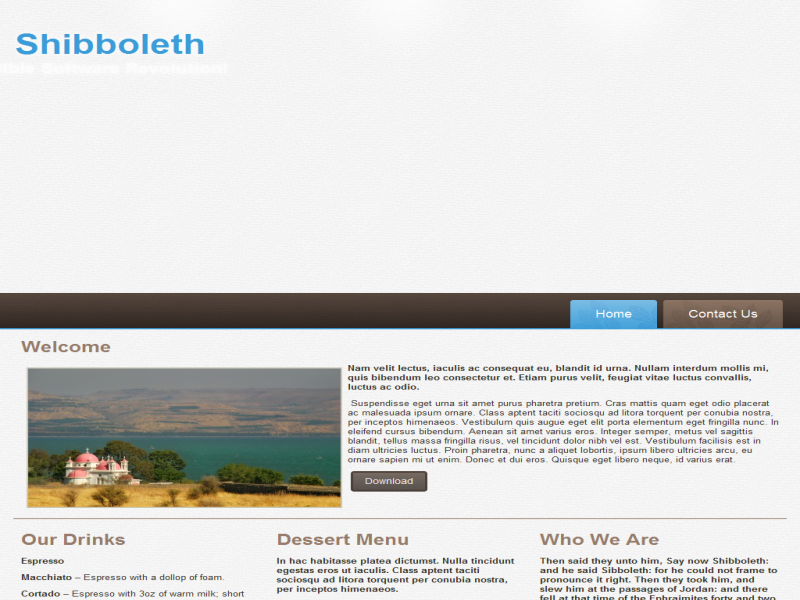 Shibboleth
ible Software Revolution!
Home
Contact Us
Welcome
Nam velit lectus, iaculis ac consequat eu, blandit id urna. Nullam interdum mollis mi,
quis bibendum leo consectetur et. Etiam purus velit, feugiat vitae luctus convallis,
luctus ac odio.
Suspendisse eget urna sit amet purus pharetra pretium. Cras mattis quam eget odio placerat
ac malesuada ipsum ornare. Class aptent taciti sociosqu ad litora torquent per conubia nostra,
per inceptos himenaeos. Vestibulum quis augue eget elit porta elementum eget fringilla nunc. In
eleifend cursus bibendum. Aenean sit amet varius eros. Integer semper, metus vel sagittis
blandit, tellus massa fringilla risus, vel tincidunt dolor nibh vel est. Vestibulum facilisis est in
diam ultricies luctus. Proin pharetra, nunc a aliquet lobortis, ipsum libero ultricies arcu, eu
ornare sapien mi ut enim. Donec et dui eros. Quisque eget libero neque, id varius erat.
Download
Our Drinks
Espresso
Macchiato – Espresso with a dollop of foam.
Cortado – Espresso with 3oz of warm milk; short
Dessert Menu
In hac habitasse platea dictumst. Nulla tincidunt
egestas eros ut iaculis. Class aptent taciti
sociosqu ad litora torquent per conubia nostra,
per inceptos himenaeos.
Who We Are
Then said they unto him, Say now Shibboleth:
and he said Sibboleth: for he could not frame to
pronounce it right. Then they took him, and
slew him at the passages of Jordan: and there
fell at that time of the Ephraimites forty and two